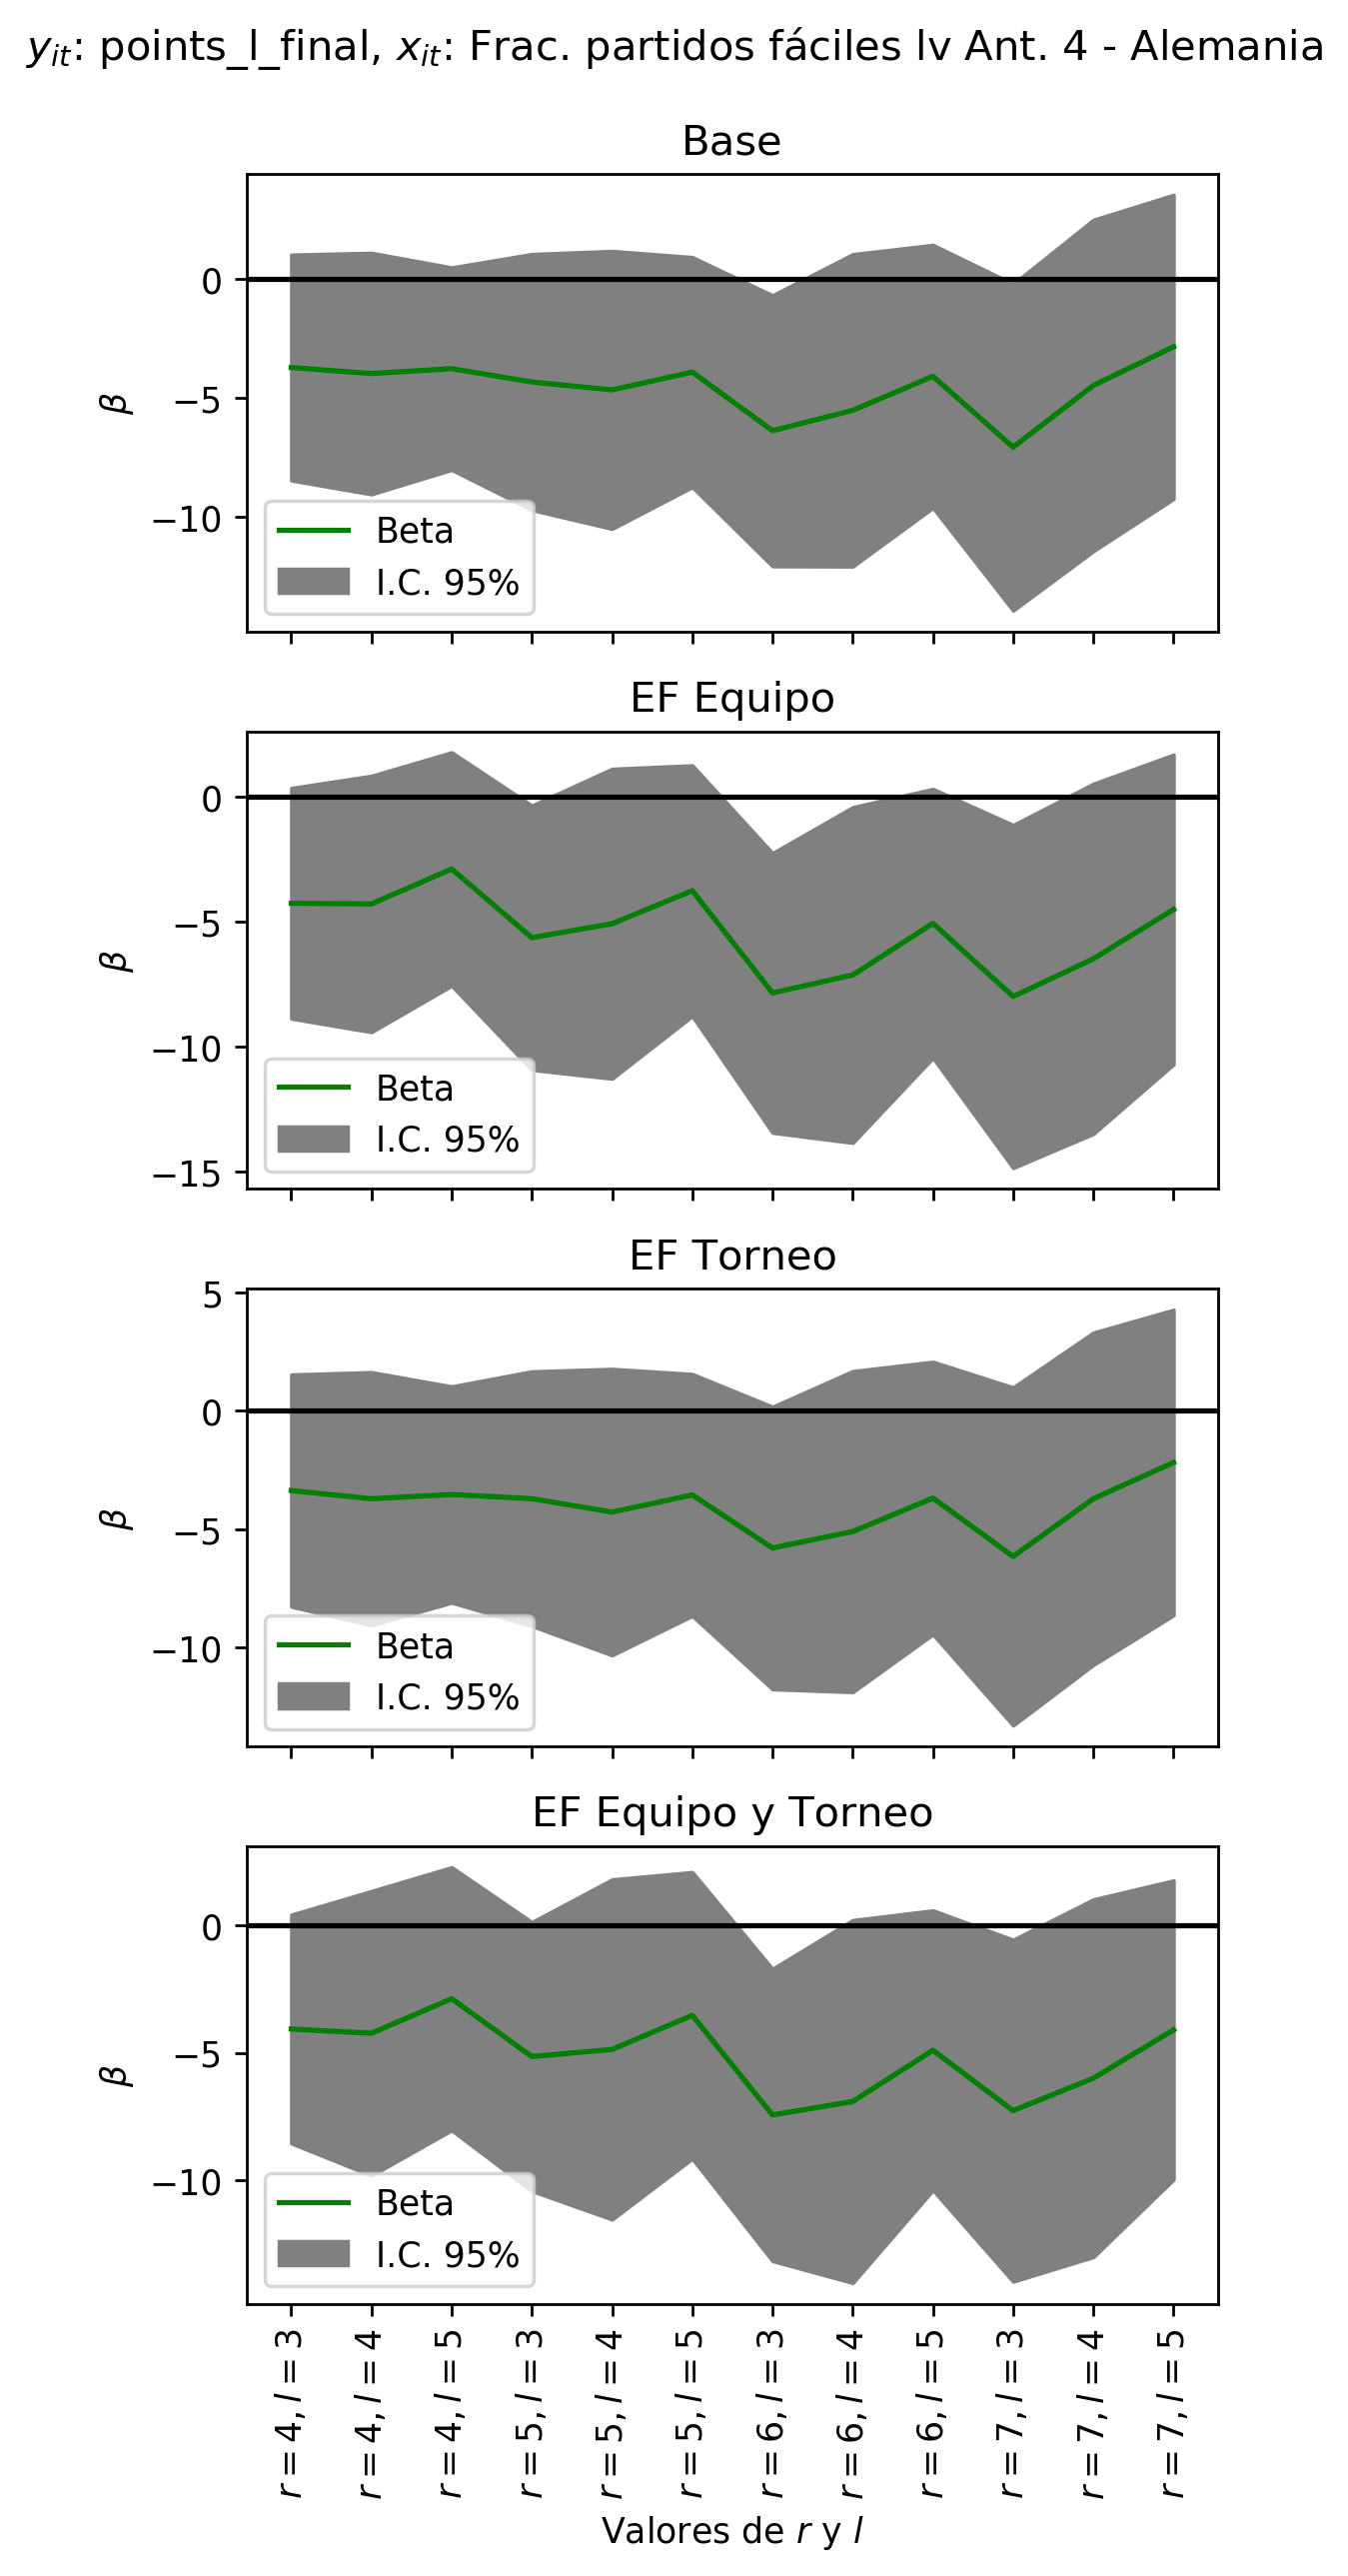 y_it: points_l_final, x_it: Frac. partidos fáciles lv Ant. 4 - Alemania
Base
0
−5
−10
β
Beta
I.C. 95%
EF Equipo
0
−5
−10
−15
β
Beta
I.C. 95%
EF Torneo
5
0
−5
−10
β
Beta
I.C. 95%
EF Equipo y Torneo
0
−5
−10
β
Beta
I.C. 95%
r = 4, l = 3
r = 4, l = 4
r = 4, l = 5
r = 5, l = 3
r = 5, l = 4
r = 5, l = 5
r = 6, l = 3
r = 6, l = 4
r = 6, l = 5
r = 7, l = 3
r = 7, l = 4
r = 7, l = 5
Valores de r y l